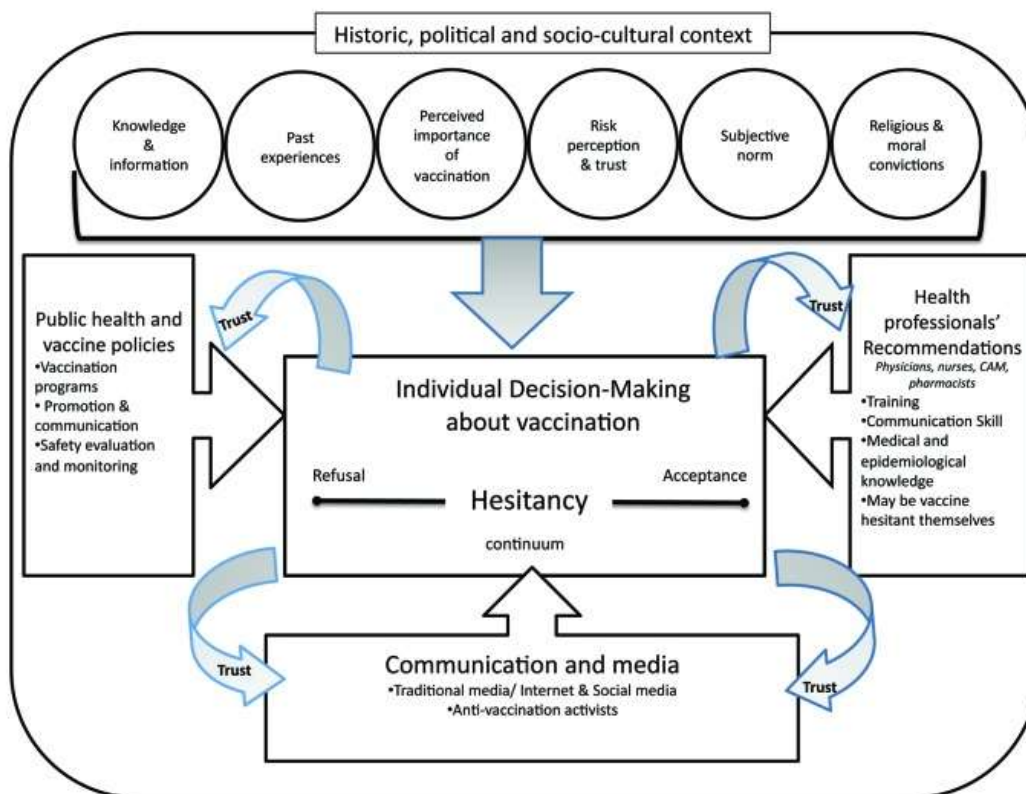 Historic, political and socio-cultural context
Knowledge
&
information
Past
experiences
Perceived
importance
of
vaccination
Risk
perception
& trust
Subjective
norm
Religious &
moral
convictions
Public health and
vaccine policies
•Vaccination
programs
• Promotion &
communication
•Safety evaluation
and monitoring
Trust
Trust
Health
professionals’
Recommendations
Physicians, nurses, CAM,
pharmacists
•Training
•Communication Skill
•Medical and
epidemiological
knowledge
•May be vaccine
hesitant themselves
Individual Decision-Making
about vaccination
Refusal
Acceptance
Hesitancy
continuum
Trust
Trust
Communication and media
•Traditional media/ Internet & Social media
•Anti-vaccination activists